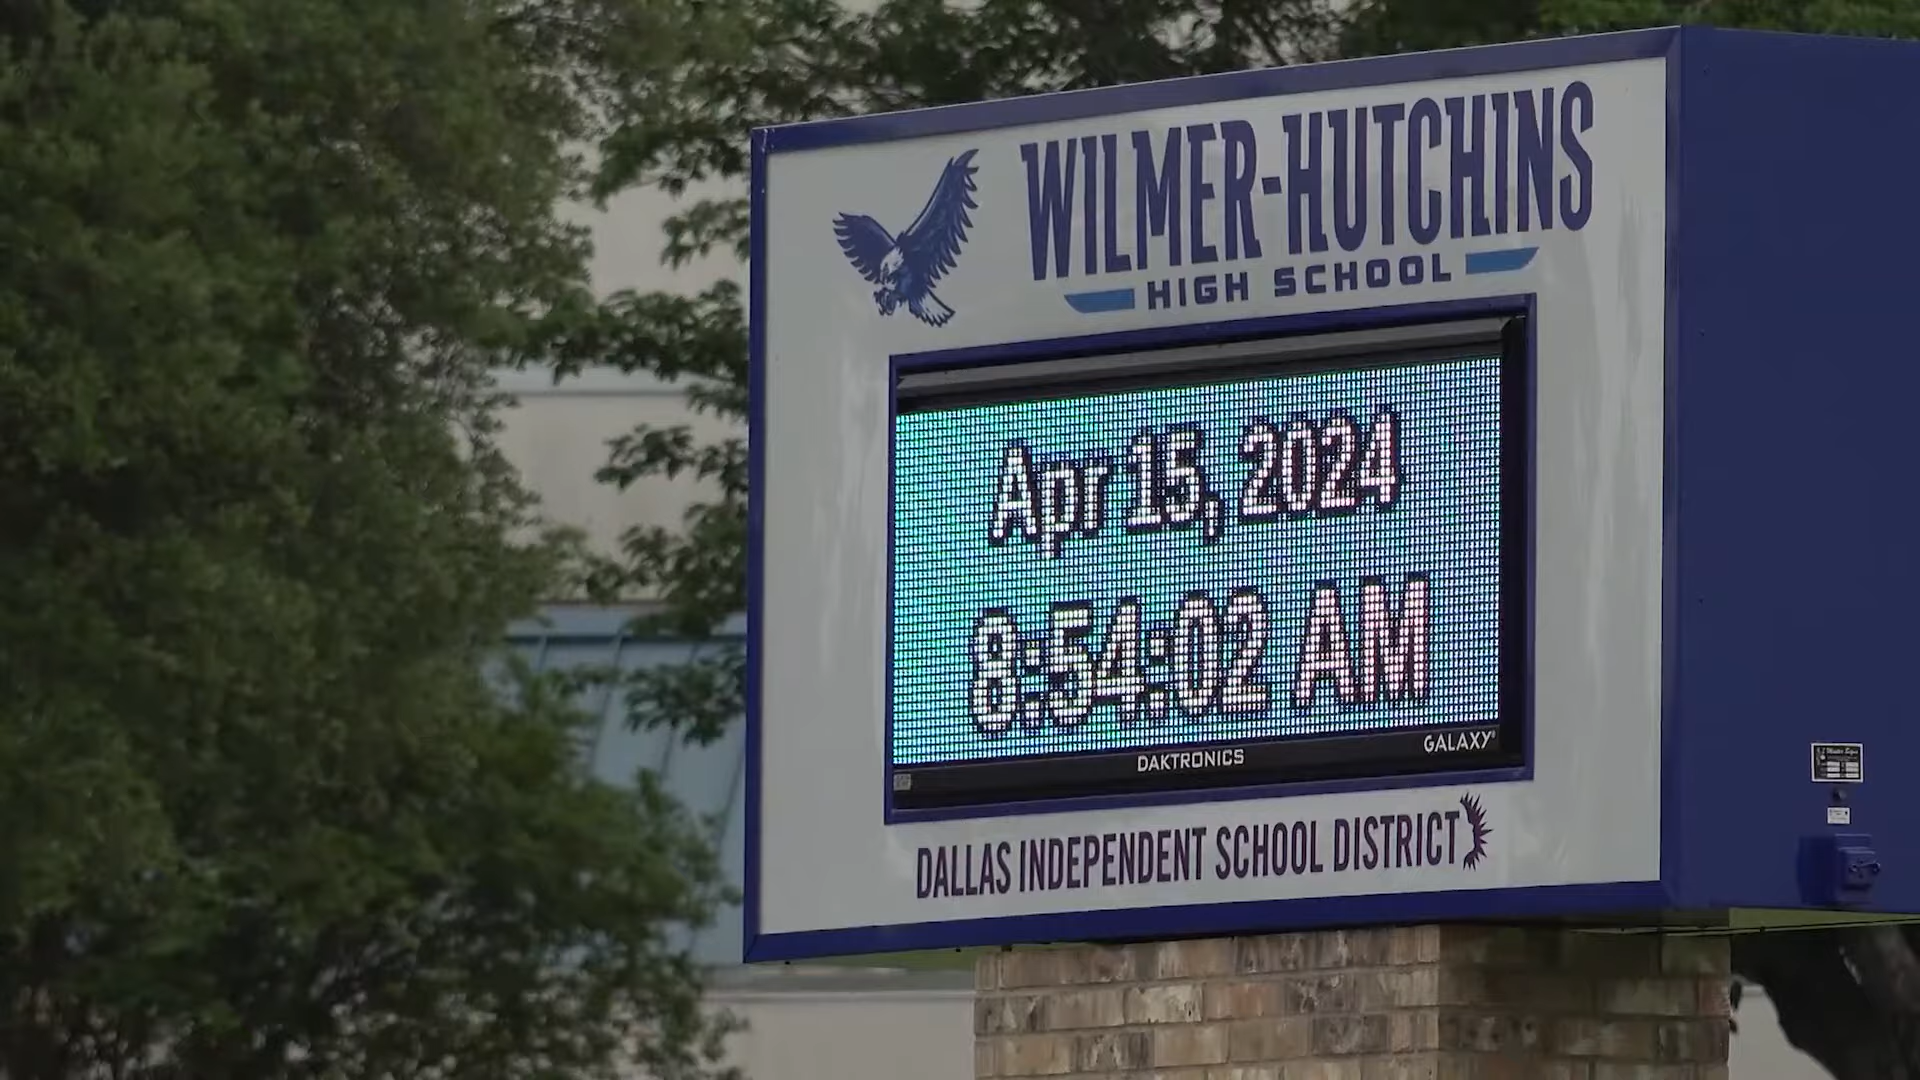 WILMER-HUTCHINS
HIGH SCHOOL
Apr 15, 2024
8:54:02 AM
DAKTRONICS
GALAXY®
DALLAS INDEPENDENT SCHOOL DISTRICT